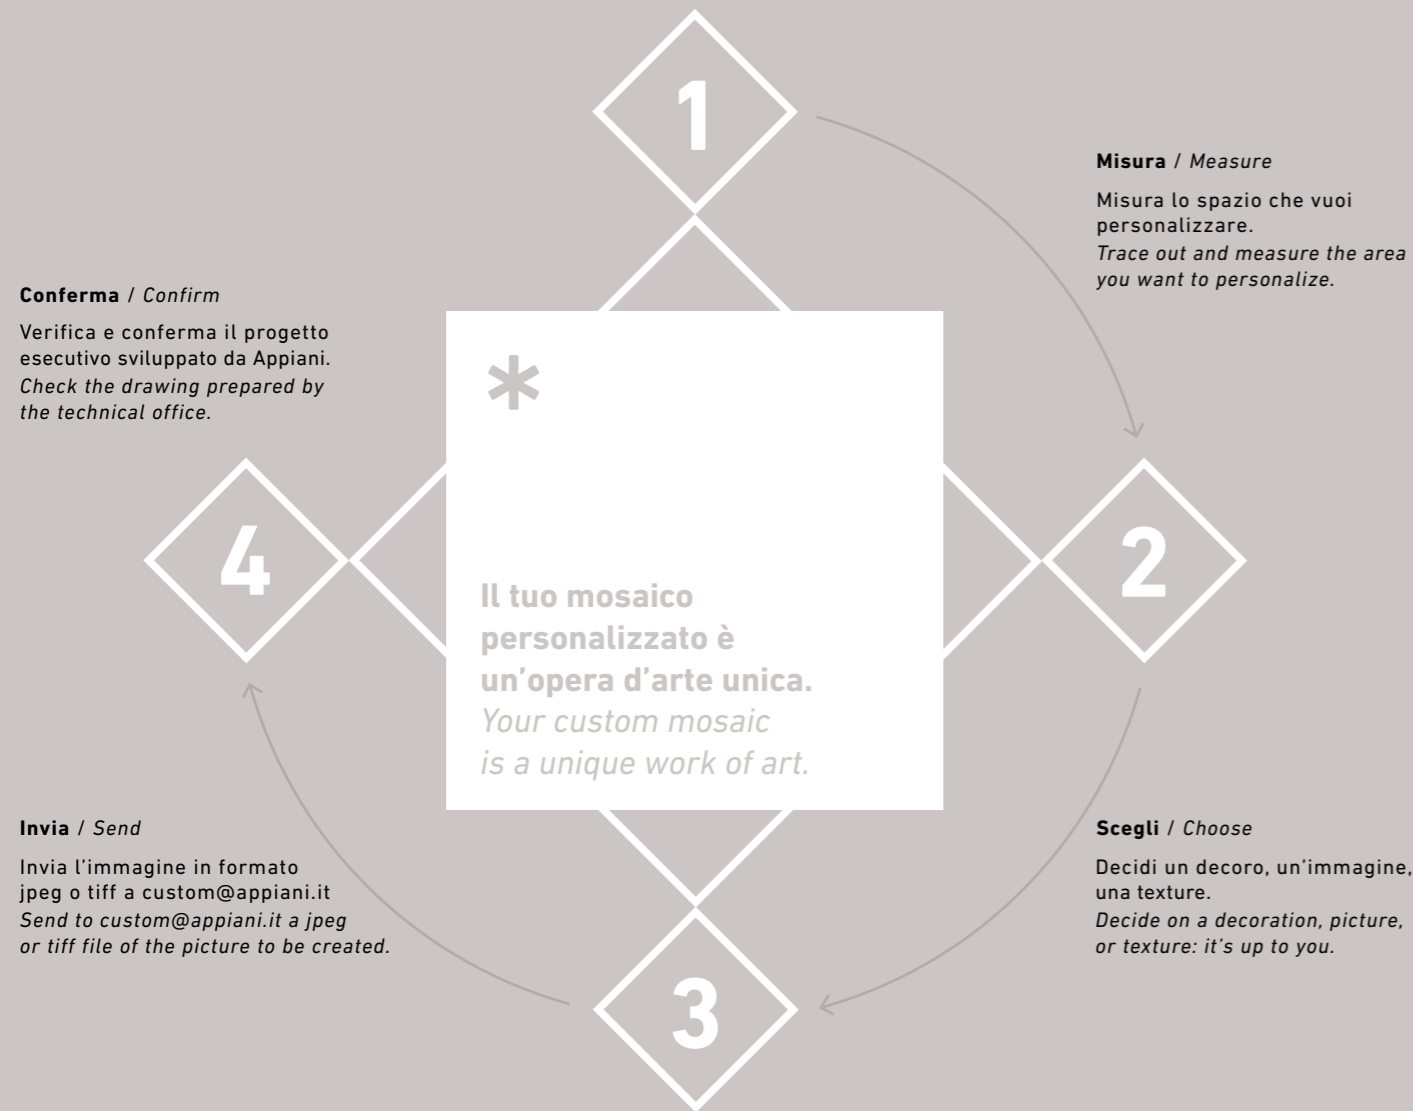 1
Misura / Measure
Misura lo spazio che vuoi
personalizzare.
Trace out and measure the area
you want to personalize.
2
Scegli / Choose
Decidi un decoro, un’immagine,
una texture.
Decide on a decoration, picture,
or texture: it’s up to you.
3
Invia / Send
Invia l’immagine in formato
jpeg o tiff a custom@appiani.it
Send to custom@appiani.it a jpeg
or tiff file of the picture to be created.
4
Conferma / Confirm
Verifica e conferma il progetto
esecutivo sviluppato da Appiani.
Check the drawing prepared by
the technical office.
*
Il tuo mosaico
personalizzato è
un’opera d’arte unica.
Your custom mosaic
is a unique work of art.